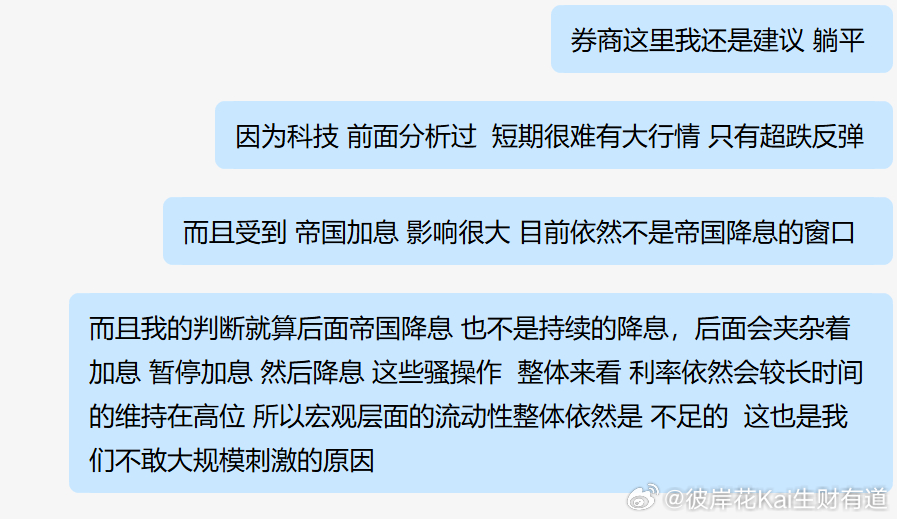 券商这里我还是建议 躺平
因为科技 前面分析过 短期很难有大行情 只有超跌反弹
而且受到 帝国加息 影响很大 目前依然不是帝国降息的窗口
而且我的判断就算后面帝国降息 也不是持续的降息，后面会夹杂着
加息 暂停加息 然后降息 这些骚操作 整体来看 利率依然会较长时间
的维持在高位 所以宏观层面的流动性整体依然是 不足的 这也是我
们不敢大规模刺激的原因
@彼岸花Kai生财有道